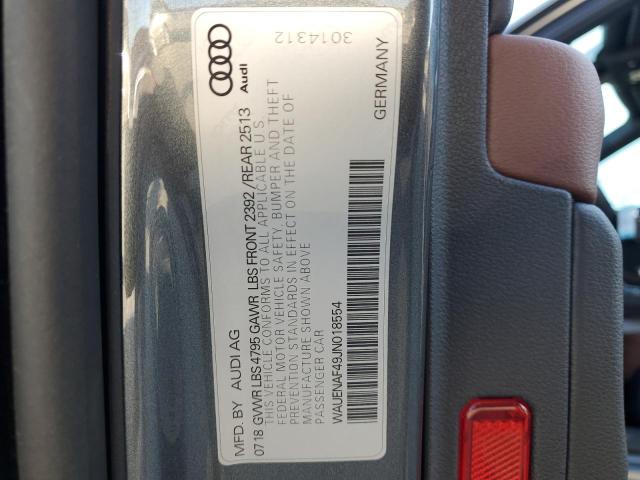 MFD. BY AUDI AG
0718 GVWR LBS 4795 GAWR LBS FRONT 2392 /REAR 2513
THIS VEHICLE CONFORMS TO ALL APPLICABLE U.S.
FEDERAL MOTOR VEHICLE SAFETY, BUMPER AND THEFT
PREVENTION STANDARDS IN EFFECT ON THE DATE OF
MANUFACTURE SHOWN ABOVE
PASSENGER CAR
WAUENAF49JN018554
Audi
3014312
GERMANY